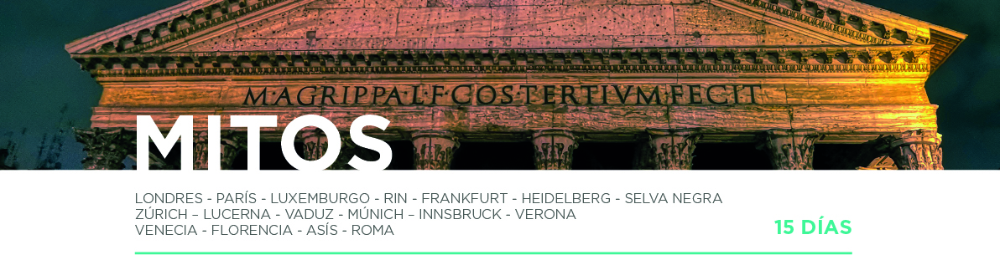 M·AGRIPPA·L·F·COS·TERTIVM·FECIT
MITOS
LONDRES - PARÍS - LUXEMBURGO - RIN - FRANKFURT - HEIDELBERG - SELVA NEGRA
ZÚRICH – LUCERNA - VADUZ - MÚNICH – INNSBRUCK - VERONA
VENECIA - FLORENCIA - ASÍS - ROMA
15 DÍAS